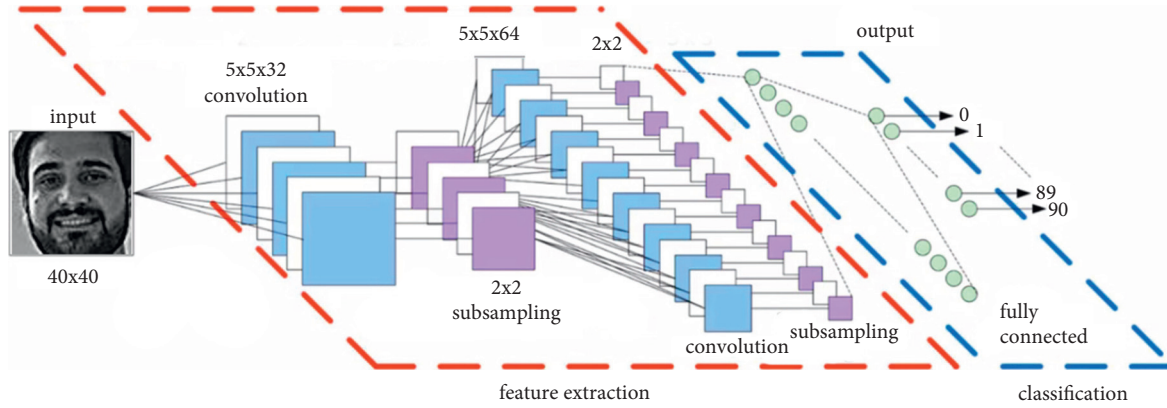 input
40x40
5x5x32
convolution
2x2
subsampling
5x5x64
convolution
2x2
subsampling
feature extraction
output
0
1
89
90
fully
connected
classification